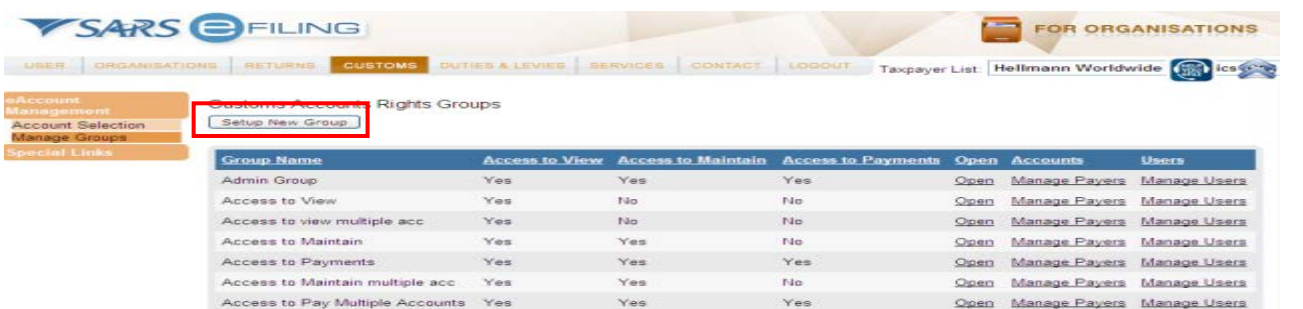 SARS eFILING
FOR ORGANISATIONS
USER ORGANISATIONS RETURNS CUSTOMS DUTIES & LEVIES SERVICES CONTACT LOGOUT Taxpayer List: Hellmann Worldwide ics
eAccount
Management
Account Selection
Manage Groups
Special Links
Customs Accounts Rights Groups
Setup New Group
Group Name Access to View Access to Maintain Access to Payments Open Accounts Users
Admin Group Yes Yes Yes Open Manage Payers Manage Users
Access to View Yes No No Open Manage Payers Manage Users
Access to view multiple acc Yes No No Open Manage Payers Manage Users
Access to Maintain Yes Yes No Open Manage Payers Manage Users
Access to Payments Yes Yes Yes Open Manage Payers Manage Users
Access to Maintain multiple acc Yes Yes No Open Manage Payers Manage Users
Access to Pay Multiple Accounts Yes Yes Yes Open Manage Payers Manage Users